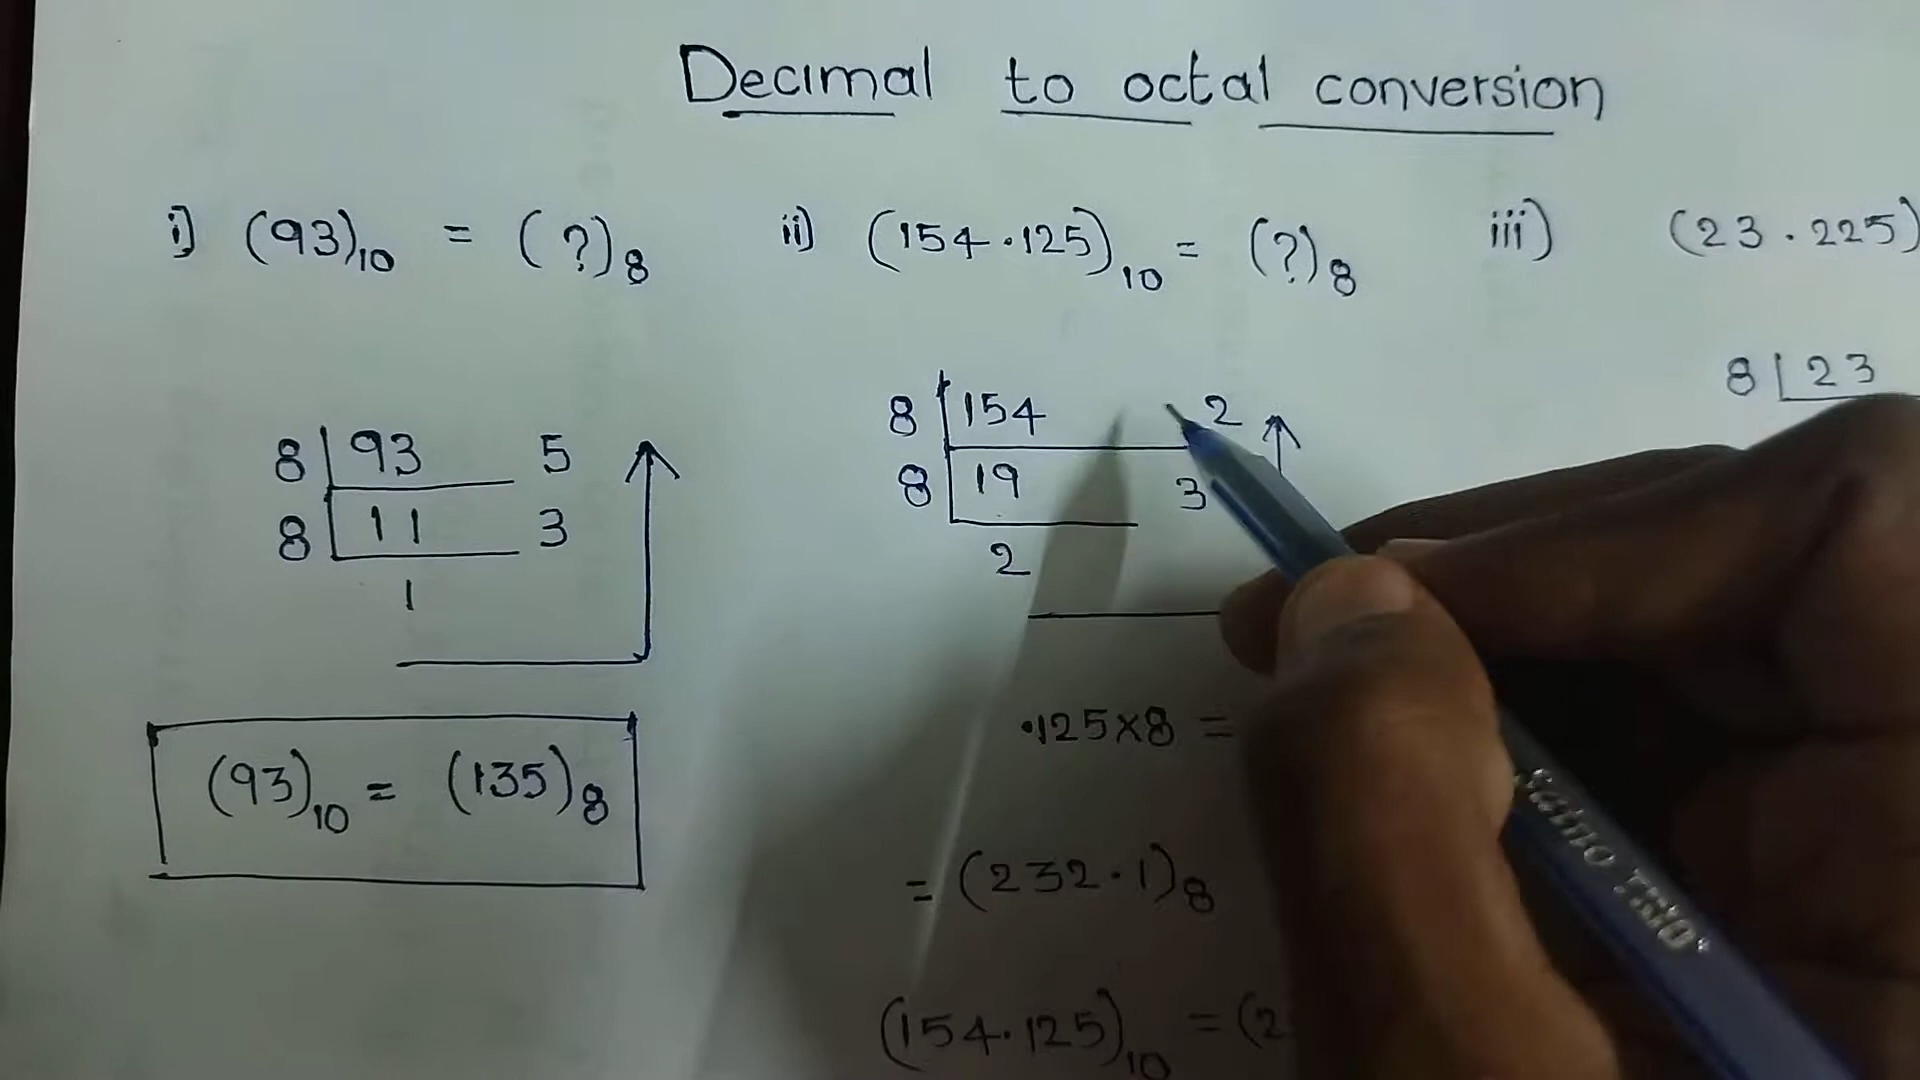 Decimal to octal conversion
i) (93)10 = (?)8
8 93 5
8 11 3
1
(93)10 = (135)8
ii) (154.125)10 = (?)8
8 154 2
8 19 3
2
.125×8 =
= (232.1)8
(154.125)10 = (2
iii) (23.225)
8 23